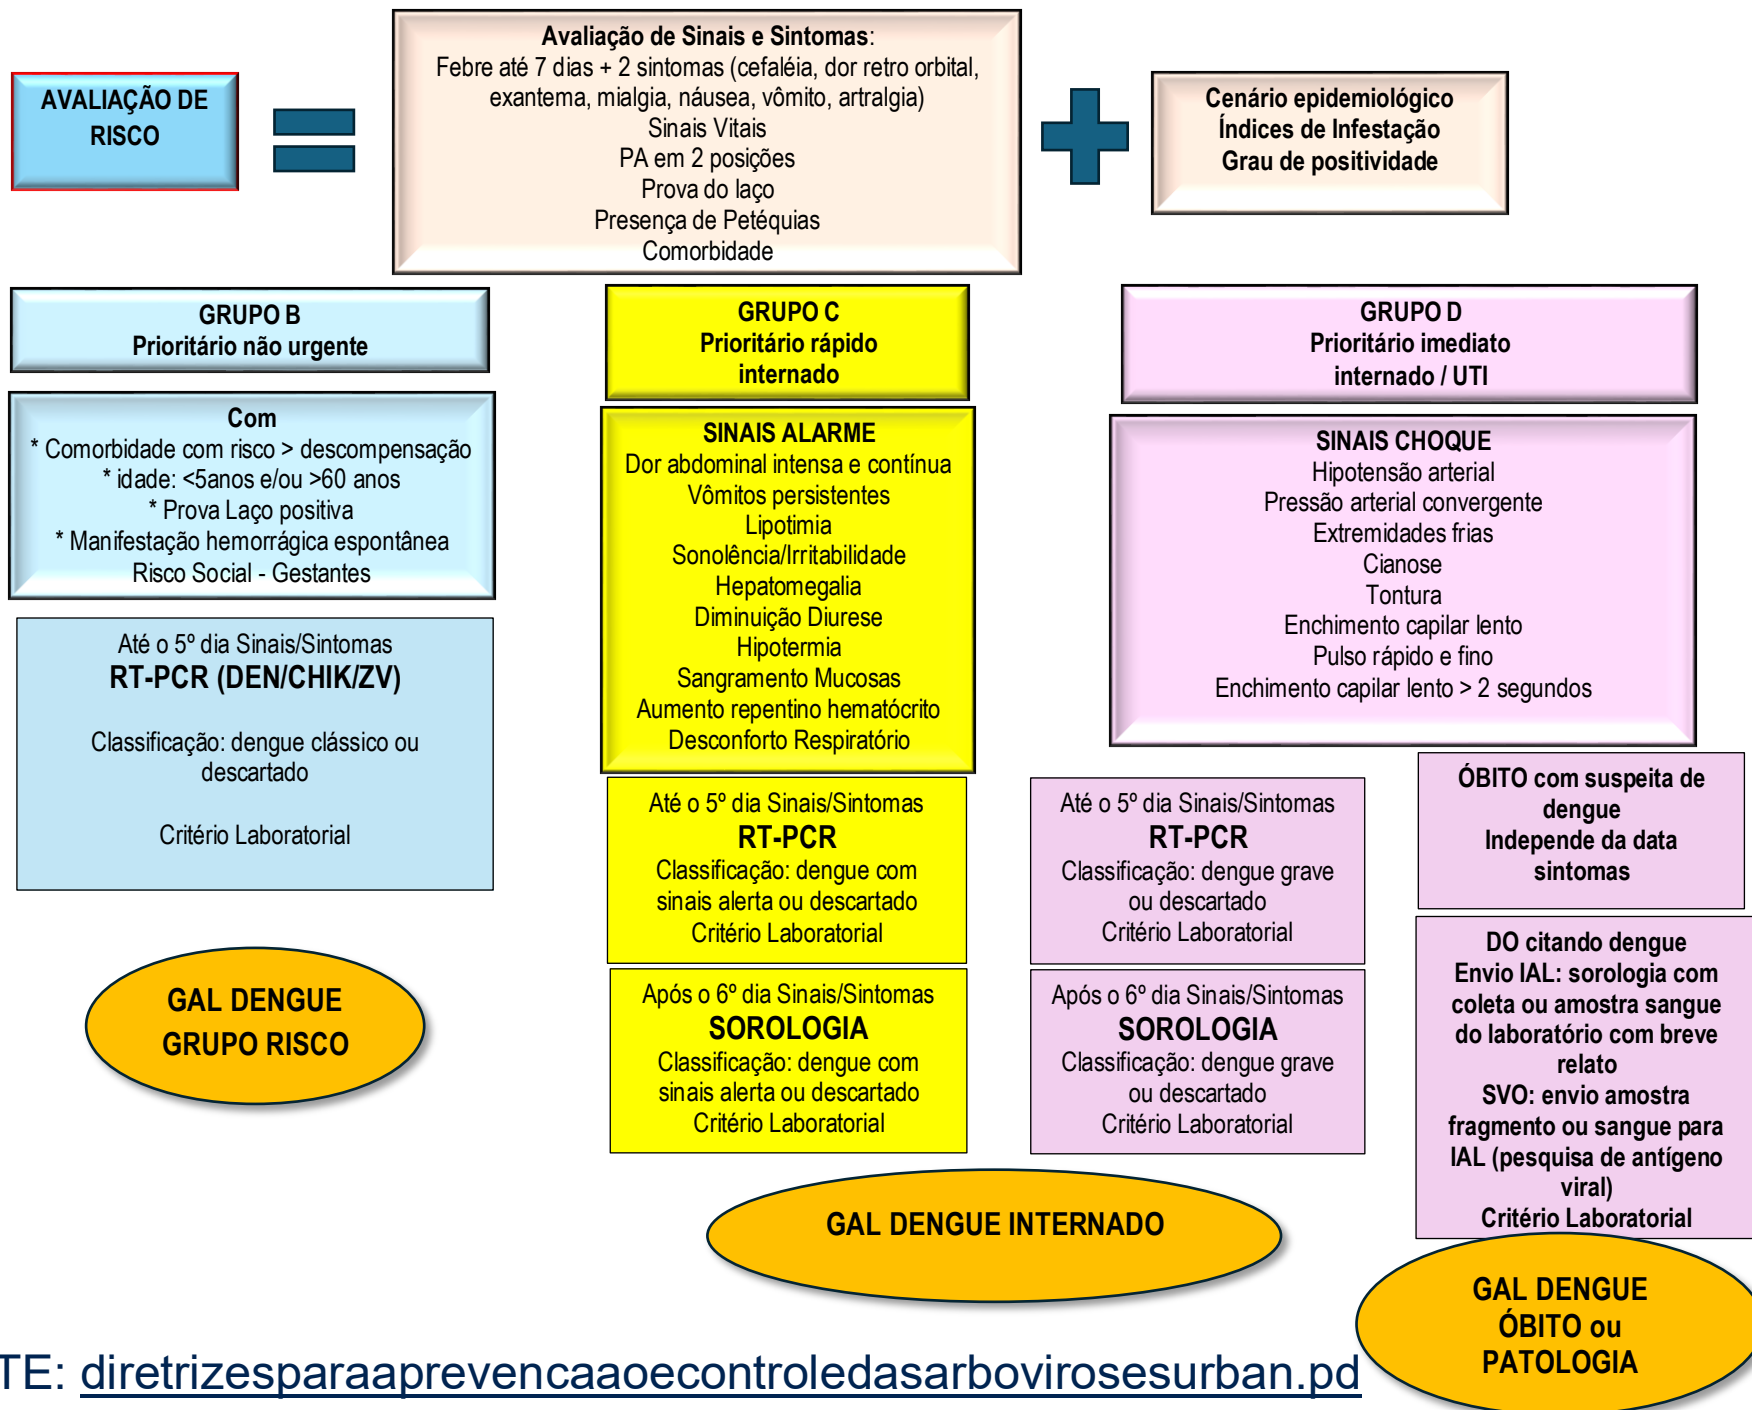 AVALIAÇÃO DE
RISCO
Avaliação de Sinais e Sintomas:
Febre até 7 dias + 2 sintomas (cefaléia, dor retro orbital,
exantema, mialgia, náusea, vômito, artralgia)
Sinais Vitais
PA em 2 posições
Prova do laço
Presença de Petéquias
Comorbidade
Cenário epidemiológico
Índices de Infestação
Grau de positividade
GRUPO B
Prioritário não urgente
Com
* Comorbidade com risco > descompensação
* idade: <5anos e/ou >60 anos
* Prova Laço positiva
* Manifestação hemorrágica espontânea
Risco Social - Gestantes
Até o 5º dia Sinais/Sintomas
RT-PCR (DEN/CHIK/ZV)
Classificação: dengue clássico ou
descartado
Critério Laboratorial
GAL DENGUE
GRUPO RISCO
GRUPO C
Prioritário rápido
internado
SINAIS ALARME
Dor abdominal intensa e contínua
Vômitos persistentes
Lipotimia
Sonolência/Irritabilidade
Hepatomegalia
Diminuição Diurese
Hipotermia
Sangramento Mucosas
Aumento repentino hematócrito
Desconforto Respiratório
Até o 5º dia Sinais/Sintomas
RT-PCR
Classificação: dengue com
sinais alerta ou descartado
Critério Laboratorial
Após o 6º dia Sinais/Sintomas
SOROLOGIA
Classificação: dengue com
sinais alerta ou descartado
Critério Laboratorial
GRUPO D
Prioritário imediato
internado / UTI
SINAIS CHOQUE
Hipotensão arterial
Pressão arterial convergente
Extremidades frias
Cianose
Tontura
Enchimento capilar lento
Pulso rápido e fino
Enchimento capilar lento > 2 segundos
Até o 5º dia Sinais/Sintomas
RT-PCR
Classificação: dengue grave
ou descartado
Critério Laboratorial
Após o 6º dia Sinais/Sintomas
SOROLOGIA
Classificação: dengue grave
ou descartado
Critério Laboratorial
GAL DENGUE INTERNADO
ÓBITO com suspeita de
dengue
Independe da data
sintomas
DO citando dengue
Envio IAL: sorologia com
coleta ou amostra sangue
do laboratório com breve
relato
SVO: envio amostra
fragmento ou sangue para
IAL (pesquisa de antígeno
viral)
Critério Laboratorial
GAL DENGUE
ÓBITO ou
PATOLOGIA
TE: diretrizesparaaprevencaaoecontroledasarbovirosesurban.pd